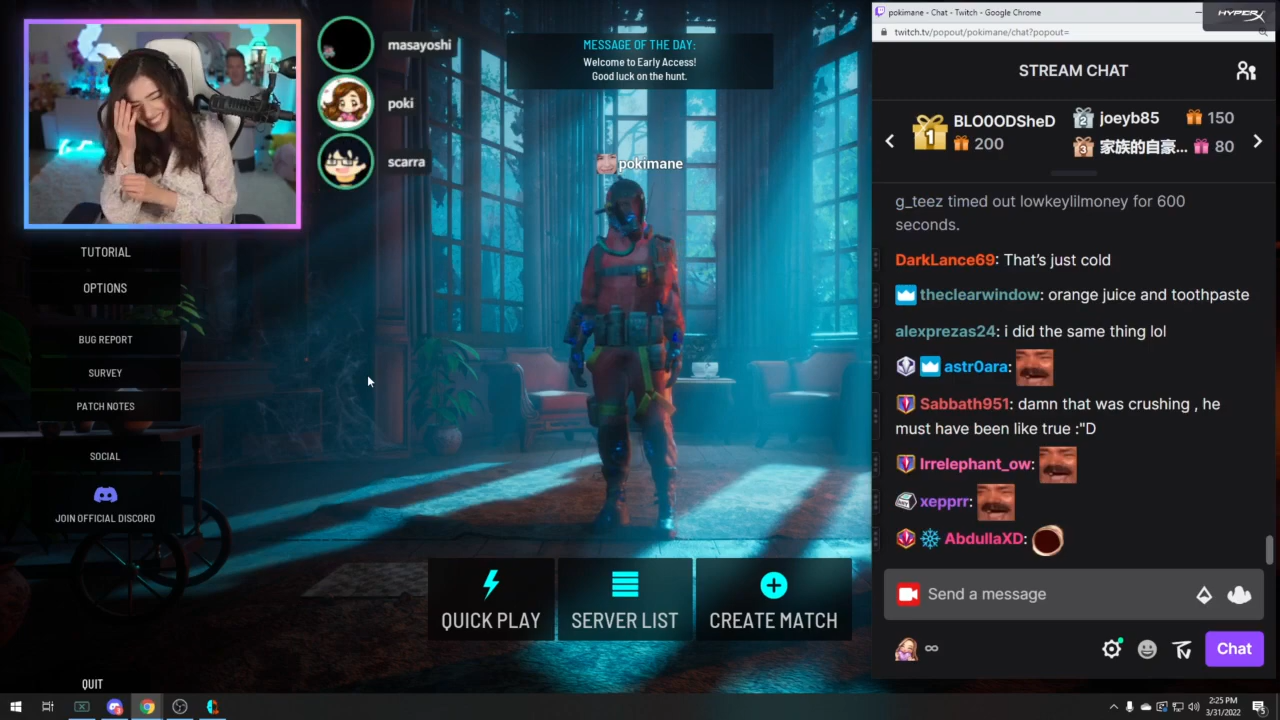 masayoshi
poki
scarra
MESSAGE OF THE DAY:
Welcome to Early Access!
Good luck on the hunt.
pokimane
TUTORIAL
OPTIONS
BUG REPORT
SURVEY
PATCH NOTES
SOCIAL
JOIN OFFICIAL DISCORD
QUIT
QUICK PLAY
SERVER LIST
CREATE MATCH
pokimane - Chat - Twitch - Google Chrome
HYPERX
twitch.tv/popout/pokimane/chat?popout=
STREAM CHAT
1 BLO0ODSheD
200
2 joeyb85 150
3 家族的自豪... 80
g_teez timed out lowkeylilmoney for 600
seconds.
DarkLance69: That's just cold
theclearwindow: orange juice and toothpaste
alexprezas24: i did the same thing lol
astr0ara:
Sabbath951: damn that was crushing , he
must have been like true :"D
Irrelephant_ow:
xepprr:
AbdullaXD:
Send a message
∞
Chat
2:25 PM
3/31/2022
5